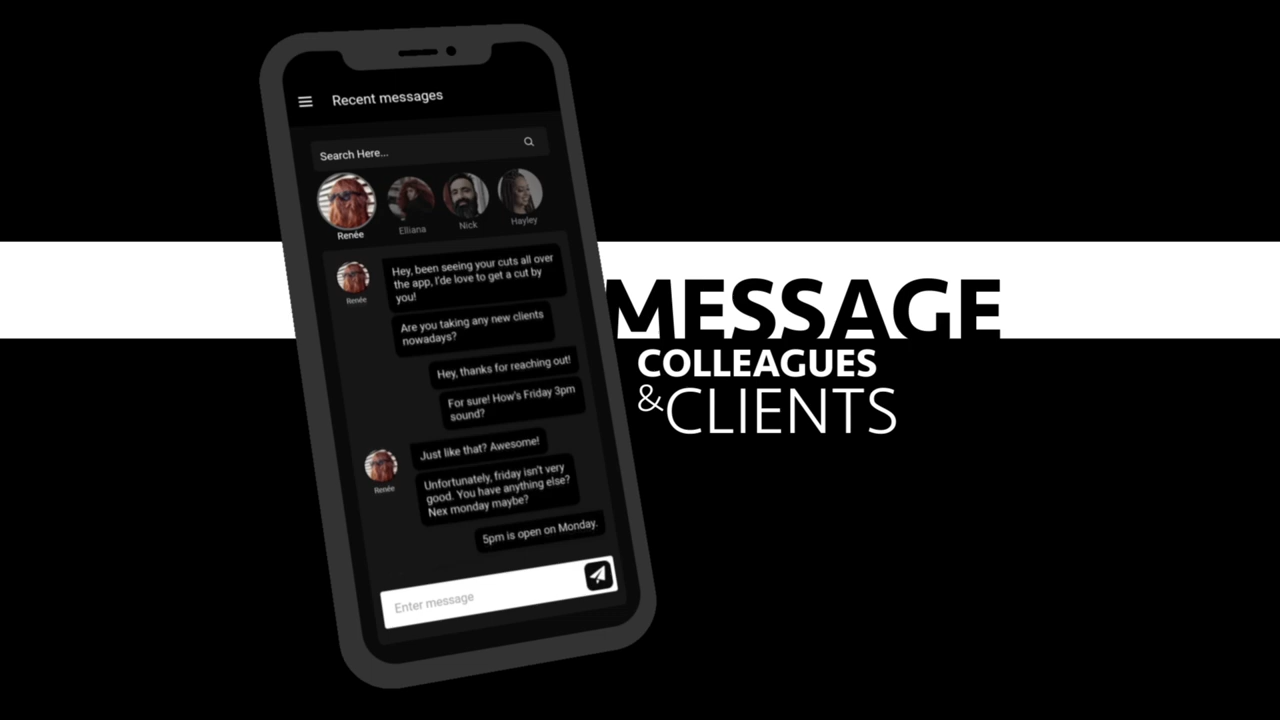 Recent messages
Search Here...
Renée
Elliana
Nick
Hayley
Renée
Hey, been seeing your cuts all over
the app, I'de love to get a cut by
you!
Are you taking any new clients
nowadays?
Hey, thanks for reaching out!
For sure! How's Friday 3pm
sound?
Renée
Just like that? Awesome!
Unfortunately, friday isn't very
good. You have anything else?
Nex monday maybe?
5pm is open on Monday.
Enter message
MESSAGE
COLLEAGUES
&CLIENTS